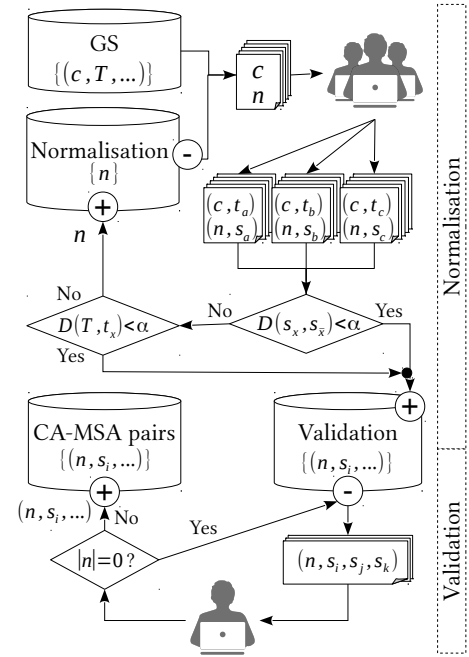 GS
{(c,T,...)}
c
n
Normalisation
{n}
-
+
n
(c,t_a)
(n,s_a)
(c,t_b)
(n,s_b)
(c,t_c)
(n,s_c)
No
D(T,t_x)<α
Yes
No
D(s_x,s_x̄)<α
Yes
+
CA-MSA pairs
{(n,s_i,...)}
+
(n,s_i,...)
No
Validation
{(n,s_i,...)}
-
Yes
|n|=0?
(n,s_i,s_j,s_k)
Normalisation
Validation